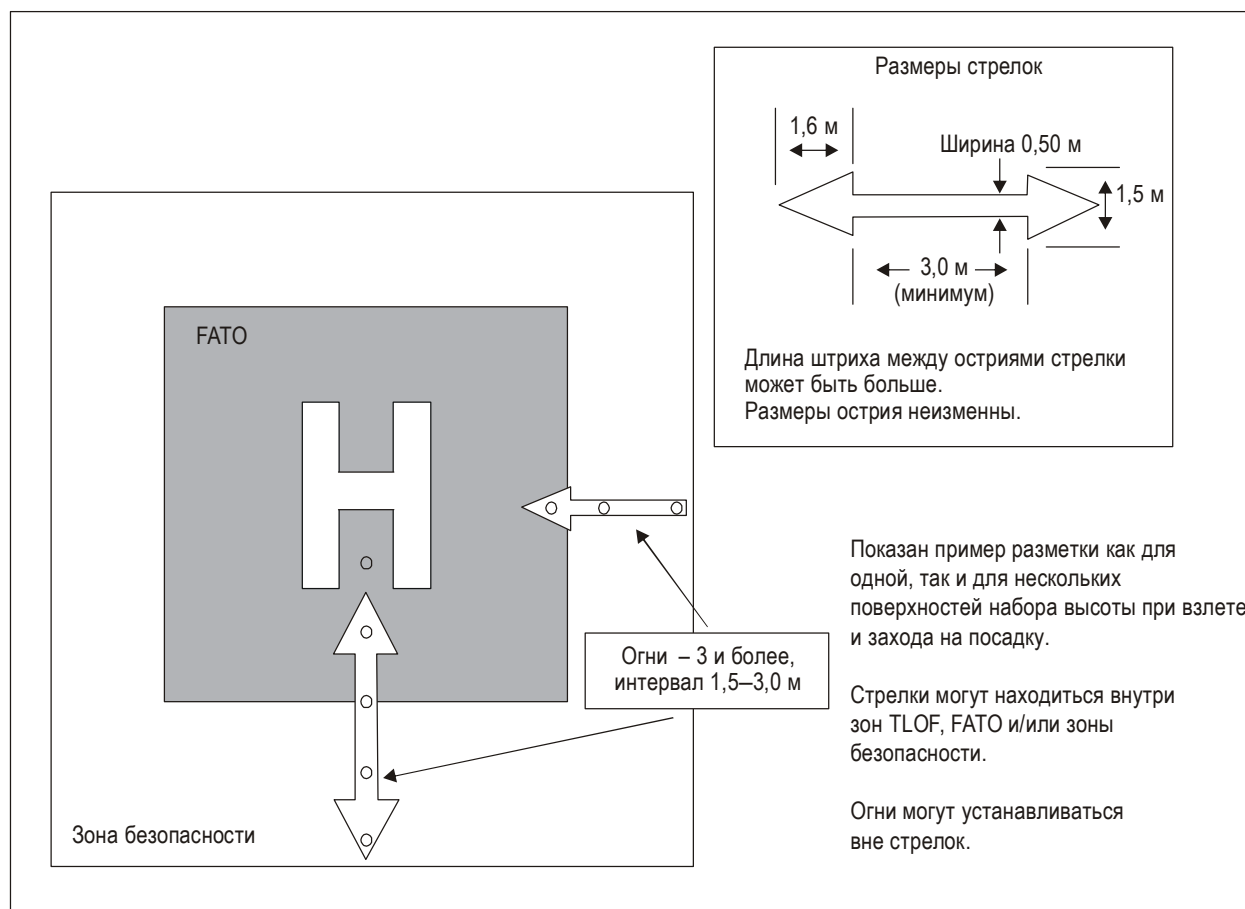 Размеры стрелок
1,6 м
Ширина 0,50 м
1,5 м
3,0 м
(минимум)
Длина штриха между остриями стрелки
может быть больше.
Размеры острия неизменны.
FATO
H
Огни – 3 и более,
интервал 1,5–3,0 м
Зона безопасности
Показан пример разметки как для
одной, так и для нескольких
поверхностей набора высоты при взлете
и захода на посадку.
Стрелки могут находиться внутри
зон TLOF, FATO и/или зоны
безопасности.
Огни могут устанавливаться
вне стрелок.